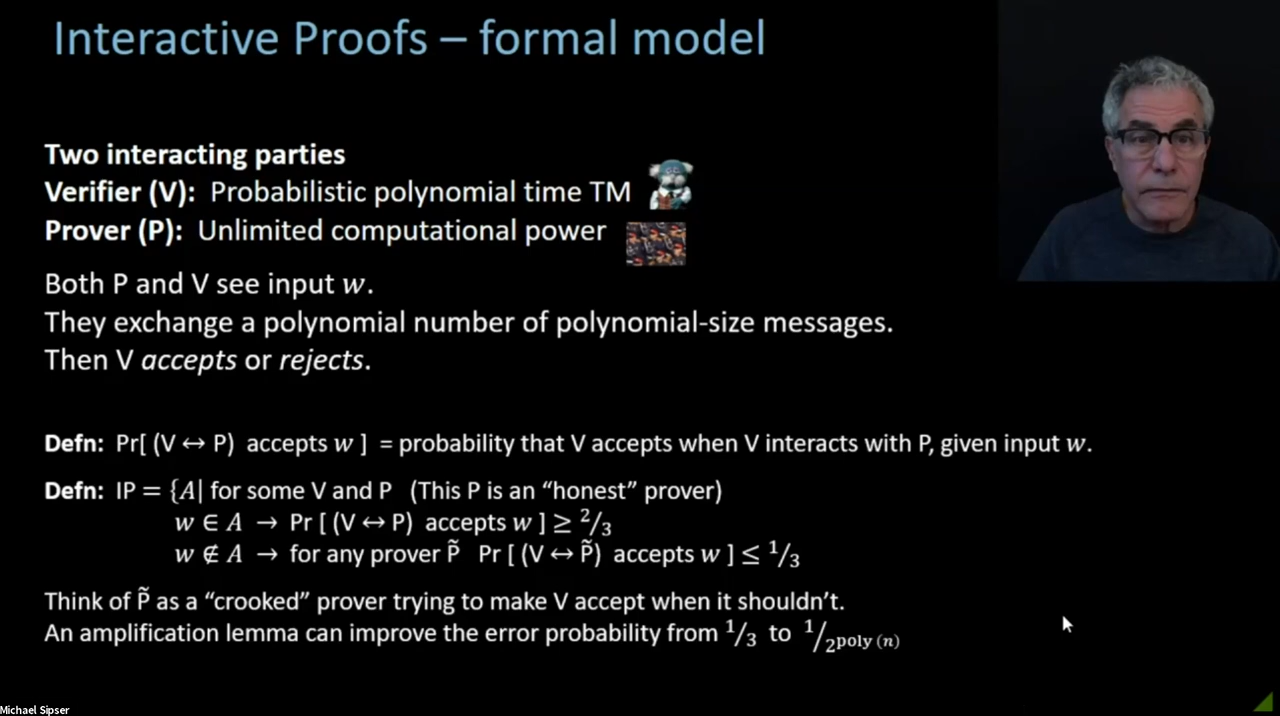 Interactive Proofs – formal model
Two interacting parties
Verifier (V): Probabilistic polynomial time TM
Prover (P): Unlimited computational power
Both P and V see input w.
They exchange a polynomial number of polynomial-size messages.
Then V accepts or rejects.
Defn: Pr[ (V ↔ P) accepts w ] = probability that V accepts when V interacts with P, given input w.
Defn: IP = {A| for some V and P (This P is an “honest” prover)
w ∈ A → Pr [ (V ↔ P) accepts w ] ≥ 2/3
w ∉ A → for any prover P̃ Pr [ (V ↔ P̃) accepts w ] ≤ 1/3
Think of P̃ as a “crooked” prover trying to make V accept when it shouldn’t.
An amplification lemma can improve the error probability from 1/3 to 1/2^poly (n)
Michael Sipser